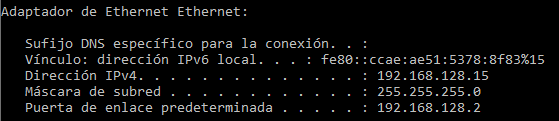 Adaptador de Ethernet Ethernet:
Sufijo DNS específico para la conexión. . :
Vínculo: dirección IPv6 local. . . : fe80::ccae:ae51:5378:8f83%15
Dirección IPv4. . . . . . . . . . . . . . : 192.168.128.15
Máscara de subred . . . . . . . . . . . . : 255.255.255.0
Puerta de enlace predeterminada . . . . . : 192.168.128.2